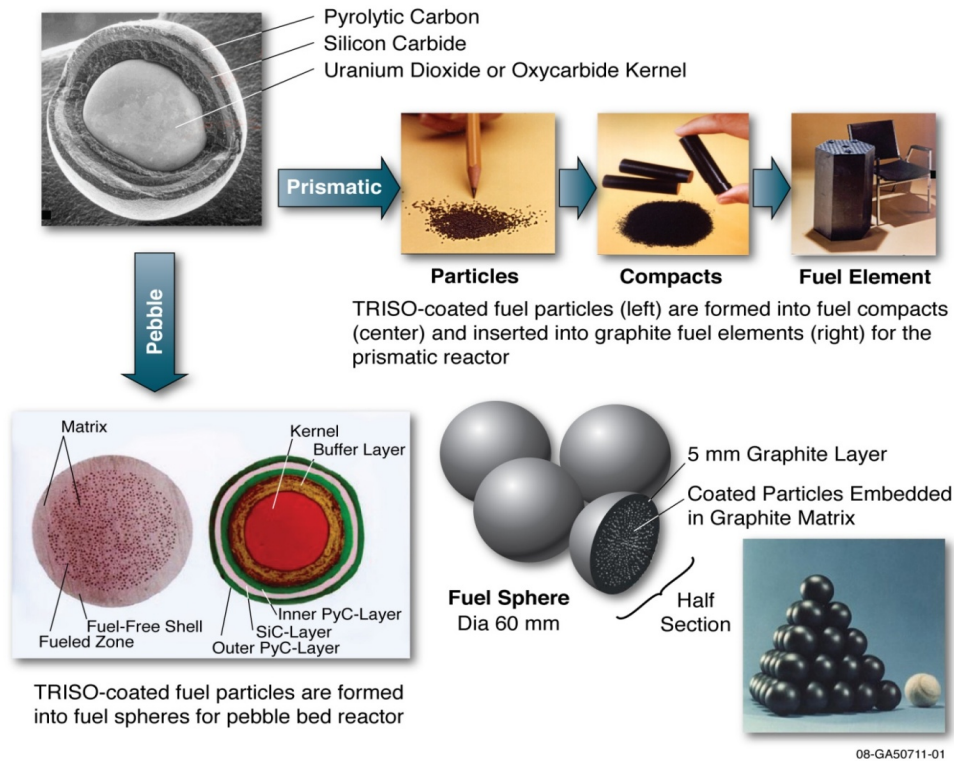 Pyrolytic Carbon
Silicon Carbide
Uranium Dioxide or Oxycarbide Kernel
Prismatic
Particles
Compacts
Fuel Element
TRISO-coated fuel particles (left) are formed into fuel compacts
(center) and inserted into graphite fuel elements (right) for the
prismatic reactor
Pebble
Matrix
Kernel
Buffer Layer
Fuel-Free Shell
Fueled Zone
Inner PyC-Layer
SiC-Layer
Outer PyC-Layer
TRISO-coated fuel particles are formed
into fuel spheres for pebble bed reactor
5 mm Graphite Layer
Coated Particles Embedded
in Graphite Matrix
Fuel Sphere
Dia 60 mm
Half
Section
08-GA50711-01